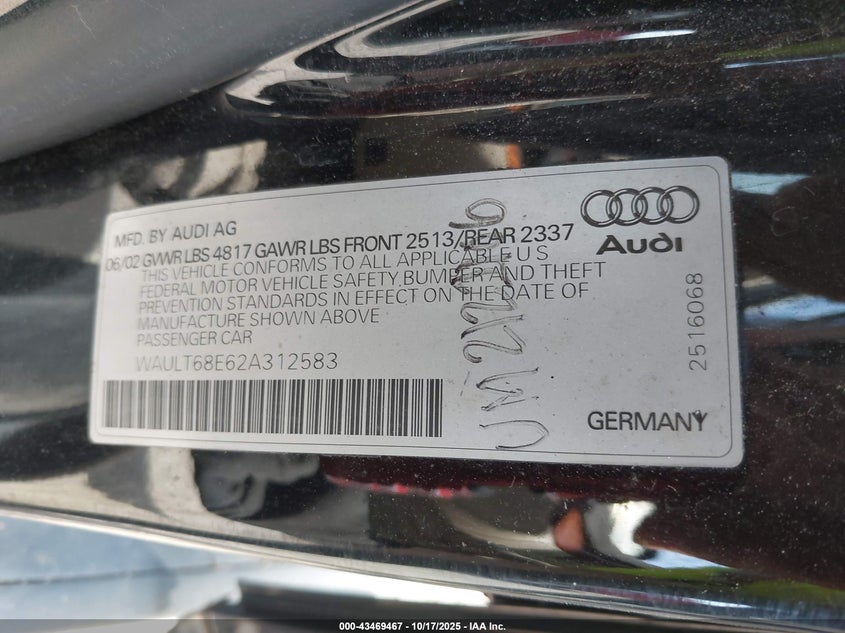 MFD. BY AUDI AG
06/02 GVWR LBS 4817 GAWR LBS FRONT 2513/REAR 2337
THIS VEHICLE CONFORMS TO ALL APPLICABLE U S
FEDERAL MOTOR VEHICLE SAFETY,BUMPER AND THEFT
PREVENTION STANDARDS IN EFFECT ON THE DATE OF
MANUFACTURE SHOWN ABOVE
PASSENGER CAR
WAULT68E62A312583
Audi
2516068
GERMANY
000-43469467 - 10/17/2025 - IAA Inc.